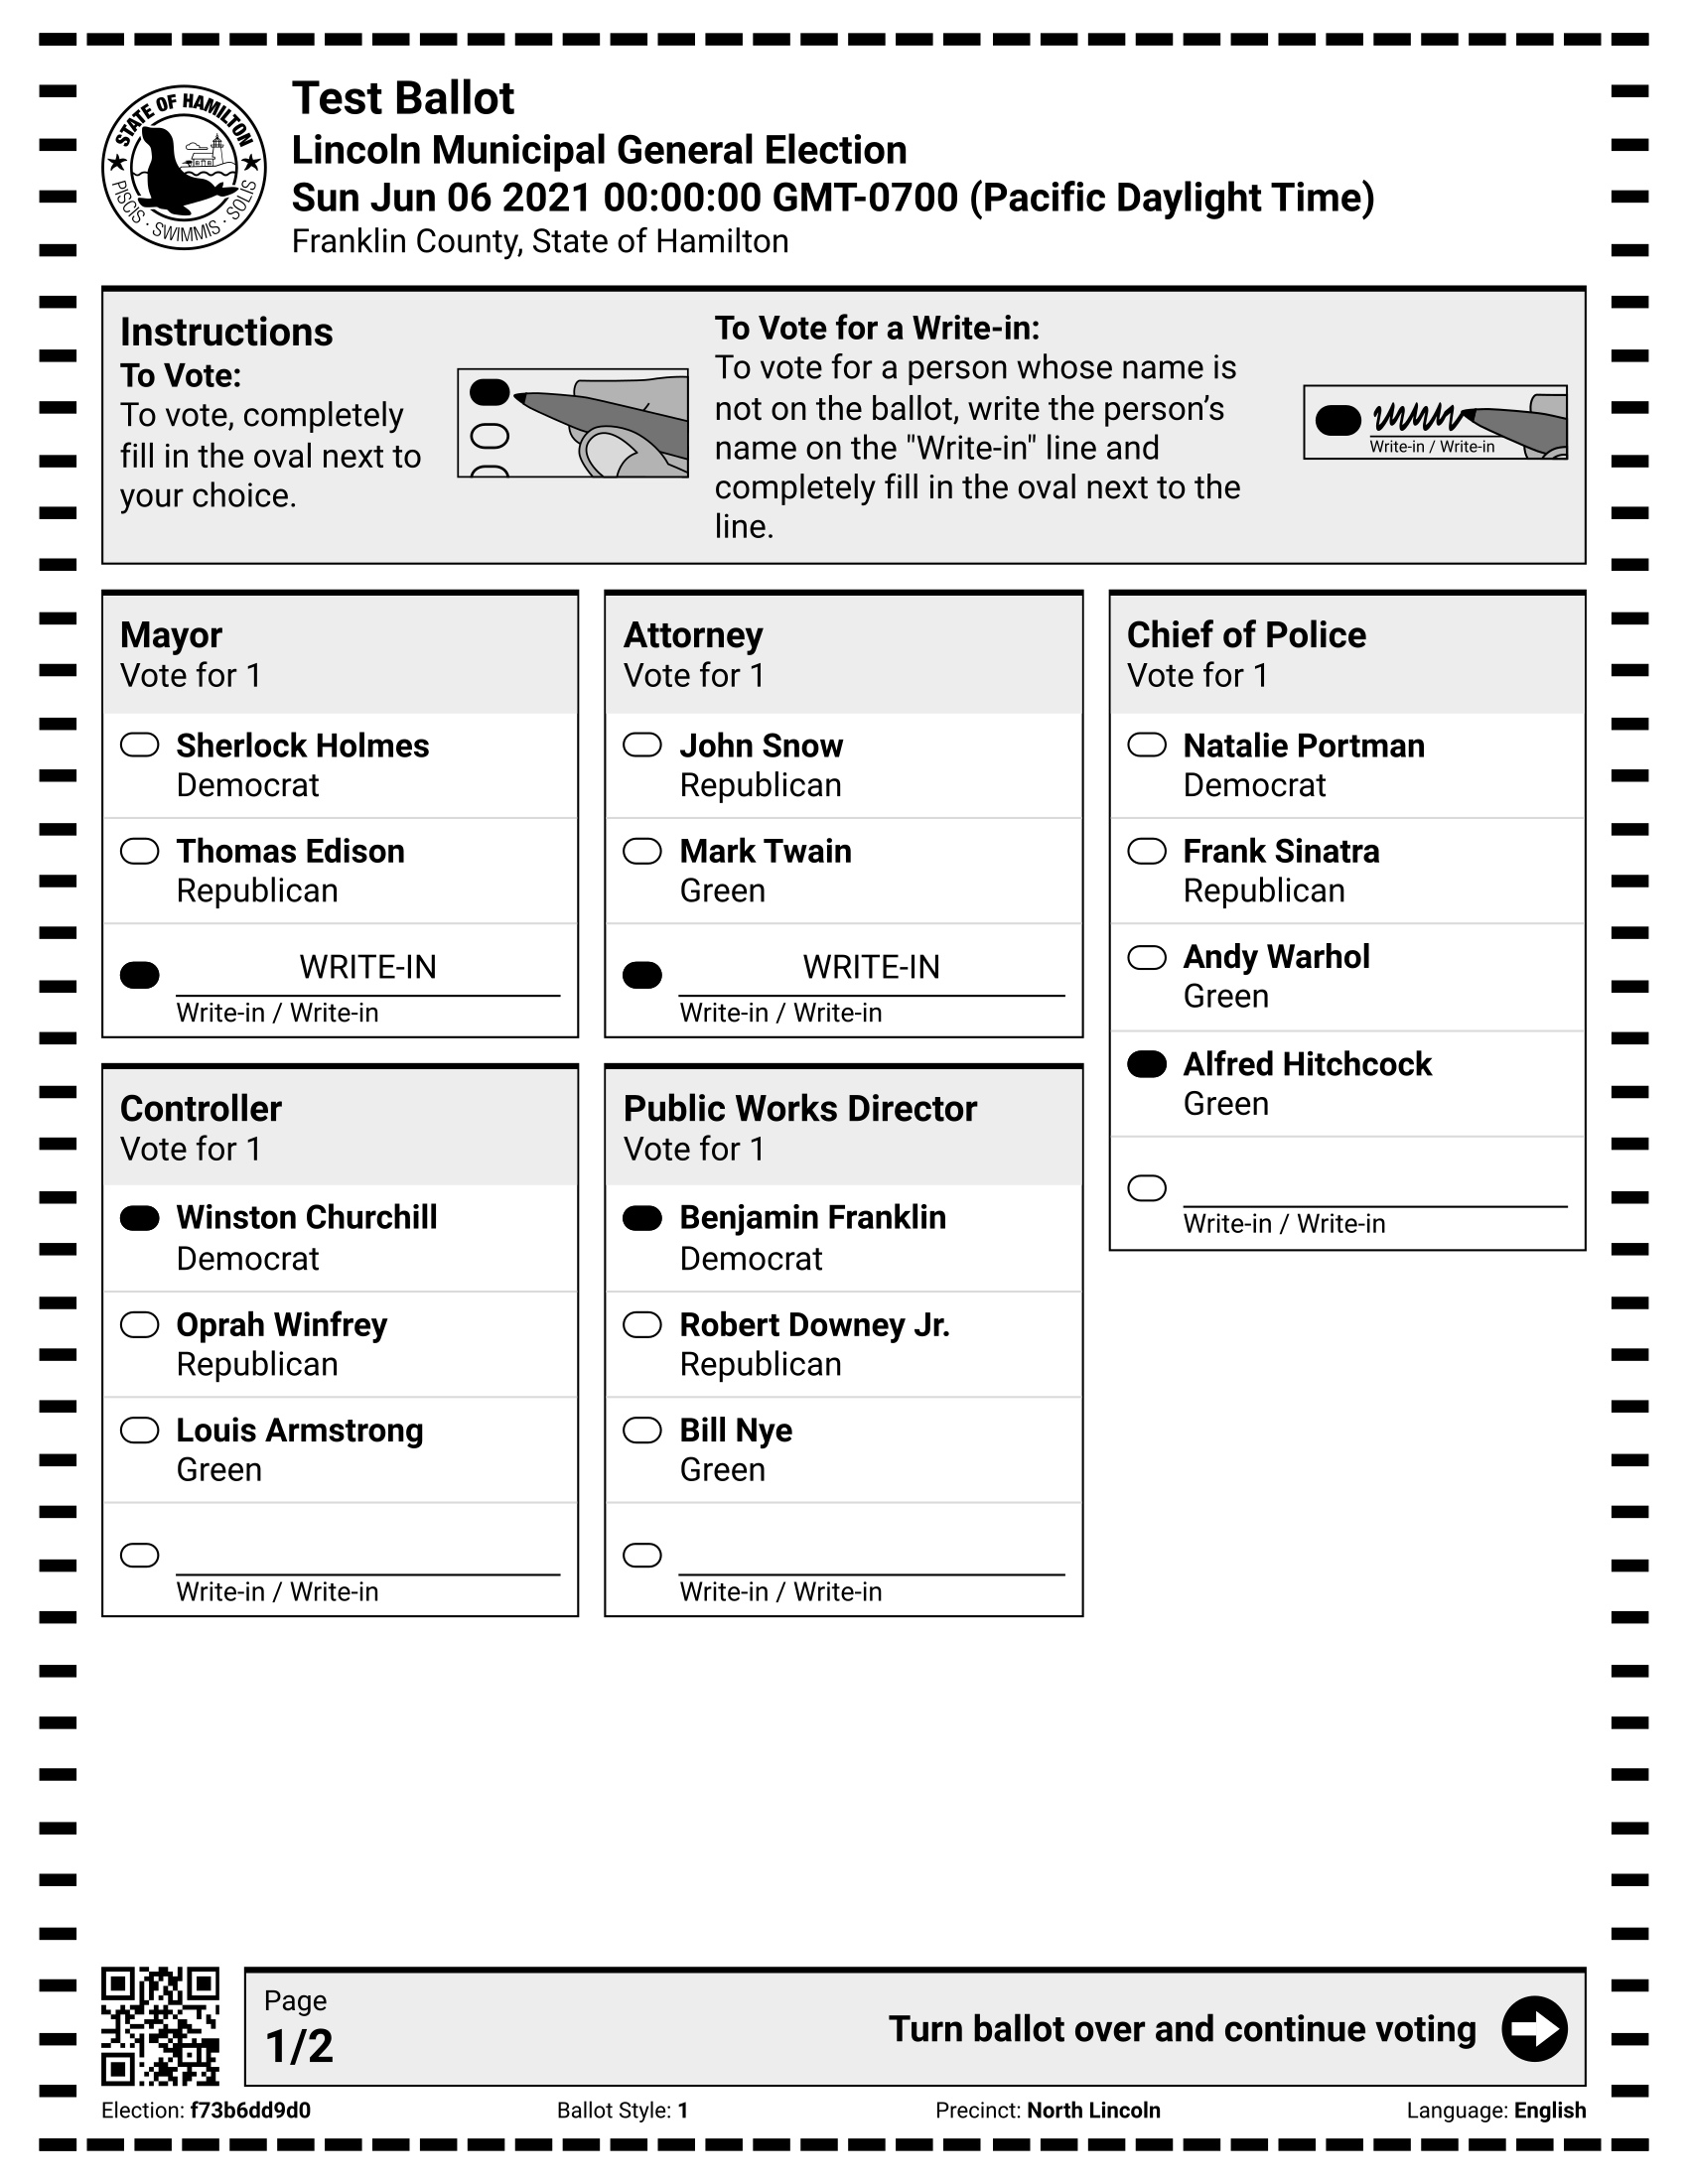 STATE OF HAMILTON
PISCIS · SWIMMIS · SOLIS
Test Ballot
Lincoln Municipal General Election
Sun Jun 06 2021 00:00:00 GMT-0700 (Pacific Daylight Time)
Franklin County, State of Hamilton
Instructions
To Vote:
To vote, completely
fill in the oval next to
your choice.
To Vote for a Write-in:
To vote for a person whose name is
not on the ballot, write the person’s
name on the "Write-in" line and
completely fill in the oval next to the
line.
Write-in / Write-in
Mayor
Vote for 1
Sherlock Holmes
Democrat
Thomas Edison
Republican
WRITE-IN
Write-in / Write-in
Controller
Vote for 1
Winston Churchill
Democrat
Oprah Winfrey
Republican
Louis Armstrong
Green
Write-in / Write-in
Attorney
Vote for 1
John Snow
Republican
Mark Twain
Green
WRITE-IN
Write-in / Write-in
Public Works Director
Vote for 1
Benjamin Franklin
Democrat
Robert Downey Jr.
Republican
Bill Nye
Green
Write-in / Write-in
Chief of Police
Vote for 1
Natalie Portman
Democrat
Frank Sinatra
Republican
Andy Warhol
Green
Alfred Hitchcock
Green
Write-in / Write-in
Page
1/2
Turn ballot over and continue voting
Election: f73b6dd9d0 Ballot Style: 1 Precinct: North Lincoln Language: English